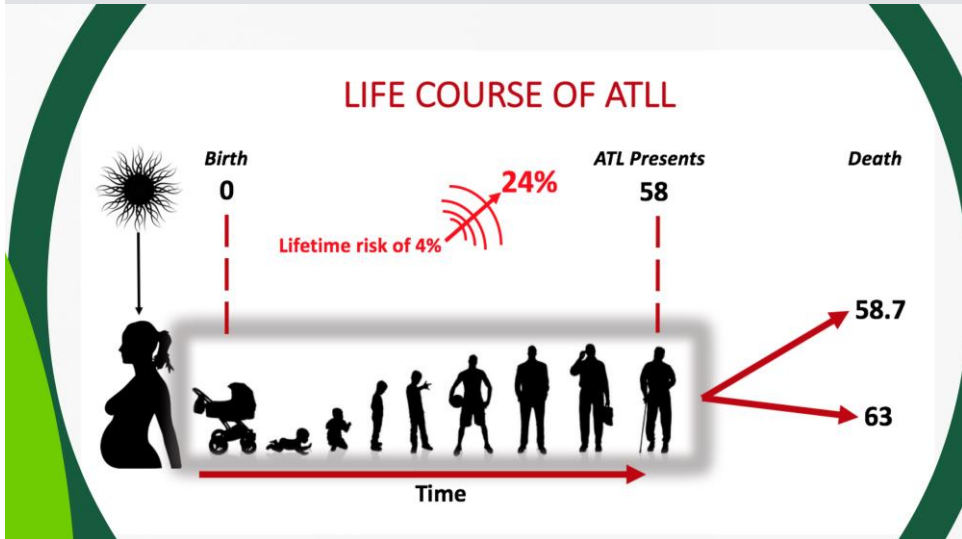 LIFE COURSE OF ATLL
Birth
0
24%
Lifetime risk of 4%
ATL Presents
58
Death
58.7
63
Time